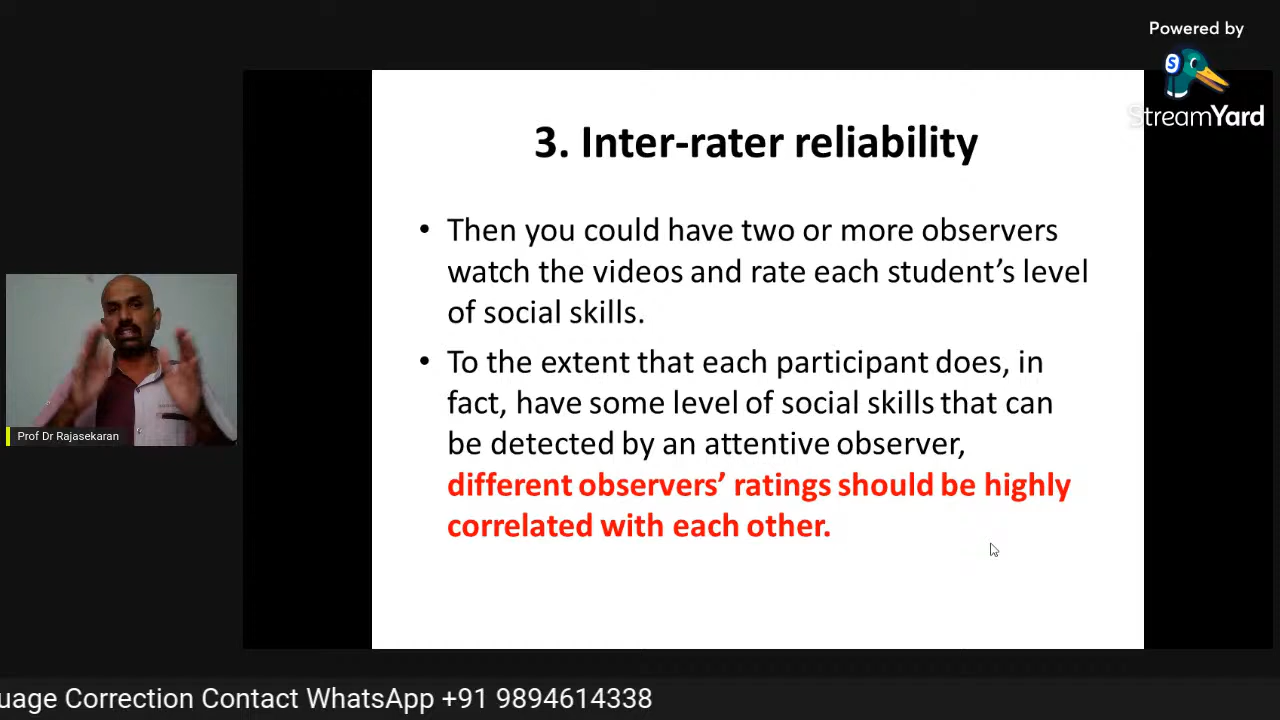 Powered by
StreamYard
3. Inter-rater reliability
• Then you could have two or more observers
watch the videos and rate each student’s level
of social skills.
• To the extent that each participant does, in
fact, have some level of social skills that can
be detected by an attentive observer,
different observers’ ratings should be highly
correlated with each other.
Prof Dr Rajasekaran
uage Correction Contact WhatsApp +91 9894614338